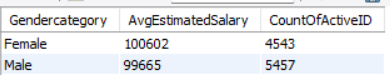 Gendercategory AvgEstimatedSalary CountOfActiveID
Female 100602 4543
Male 99665 5457